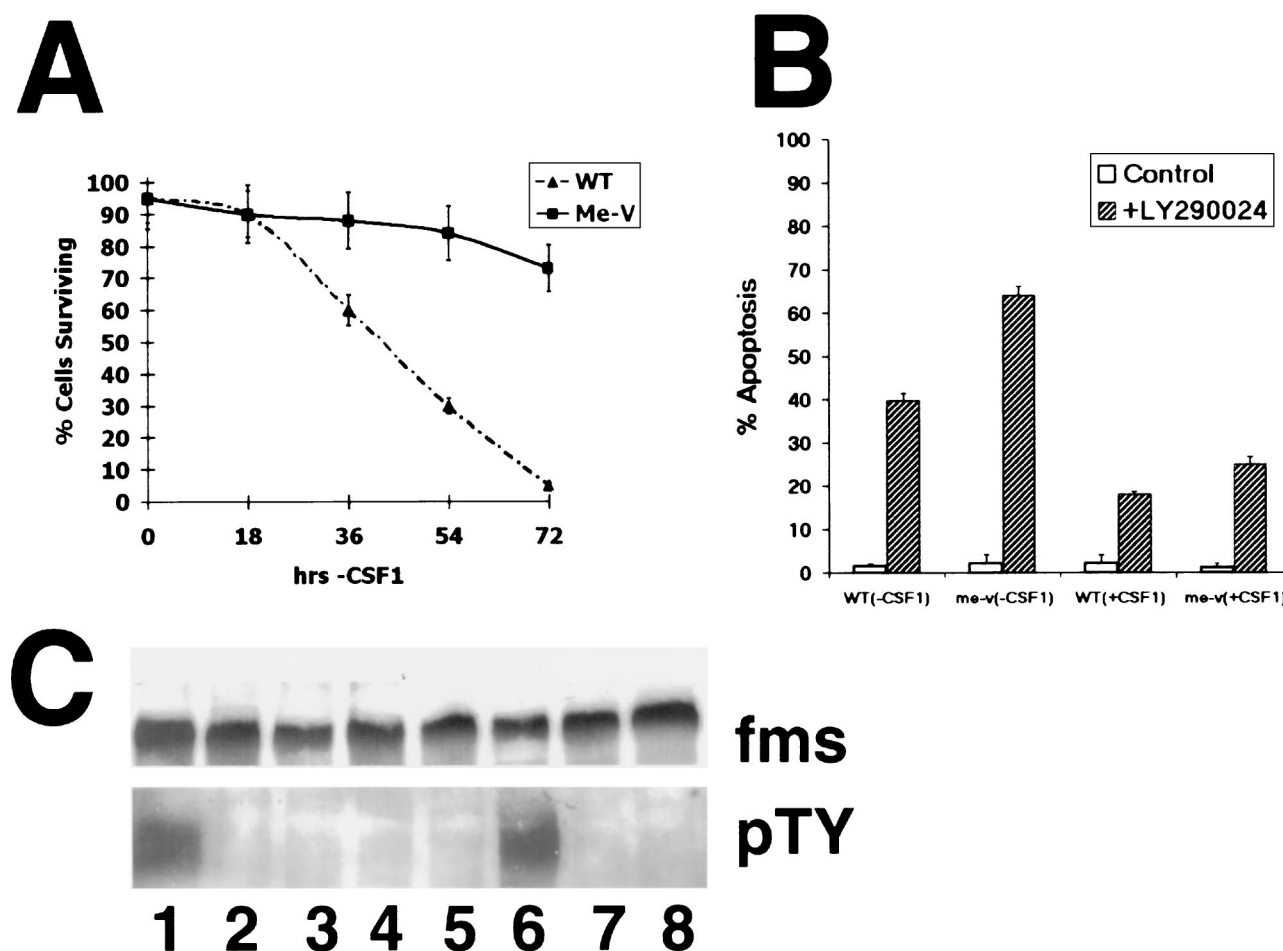 A
WT
Me-V
100
90
80
70
60
50
40
30
20
10
0
% Cells Surviving
0 18 36 54 72
hrs -CSF1
B
Control
+LY290024
100
90
80
70
60
50
40
30
20
10
0
% Apoptosis
WT(-CSF1) me-v(-CSF1) WT(+CSF1) me-v(+CSF1)
C
fms
pTY
1 2 3 4 5 6 7 8